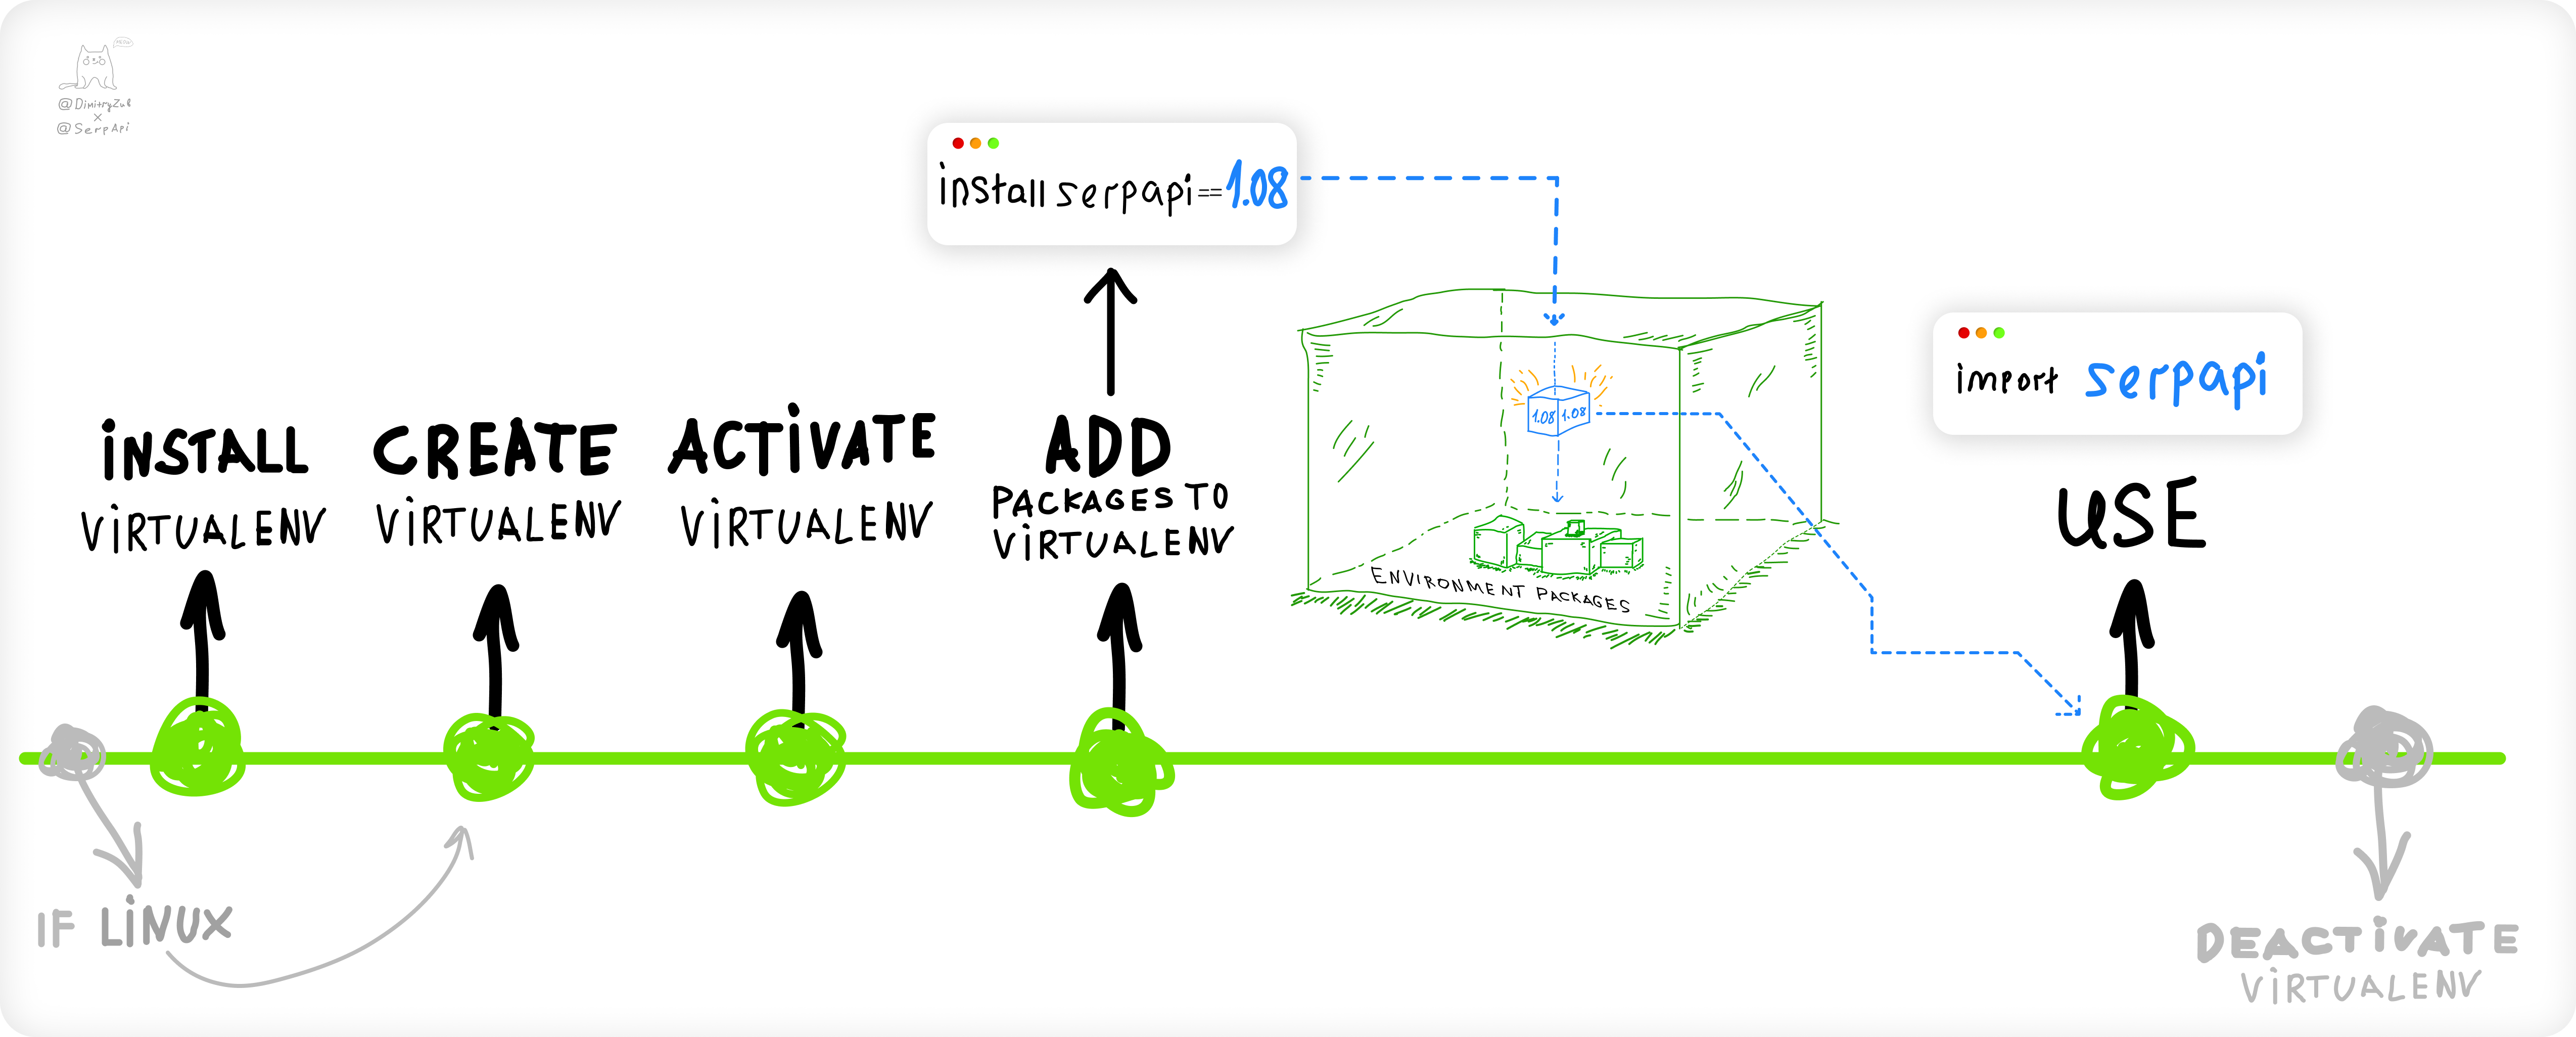 MEOW
@DimitryZub
x
@SerpApi
install serpapi==1.08
import serpapi
INSTALL
VIRTUALENV
CREATE
VIRTUALENV
ACTIVATE
VIRTUALENV
ADD
PACKAGES TO
VIRTUALENV
1.08 1.08
ENVIRONMENT PACKAGES
USE
IF LINUX
DEACTIVATE
VIRTUALENV